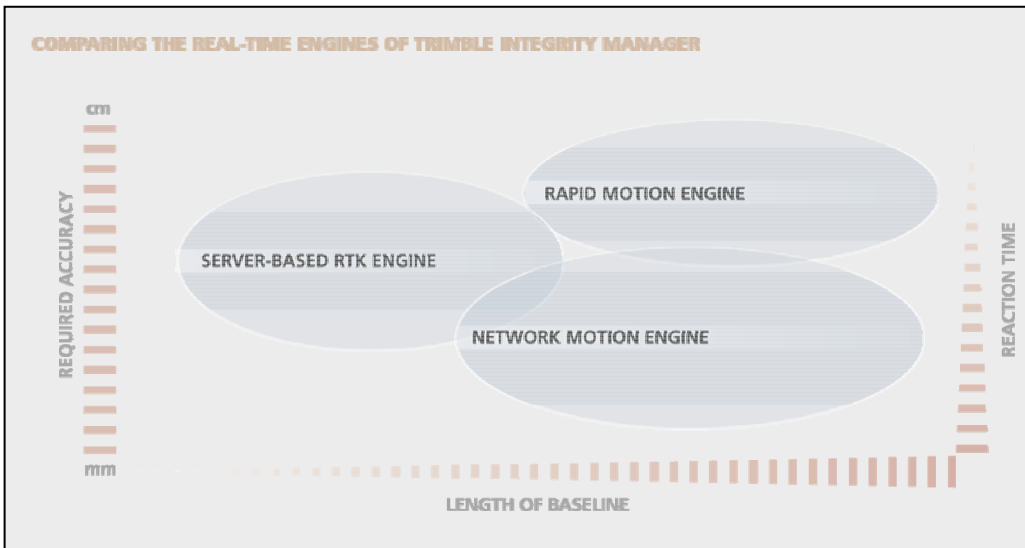 COMPARING THE REAL-TIME ENGINES OF TRIMBLE INTEGRITY MANAGER
cm
REQUIRED ACCURACY
RAPID MOTION ENGINE
SERVER-BASED RTK ENGINE
NETWORK MOTION ENGINE
REACTION TIME
mm
LENGTH OF BASELINE